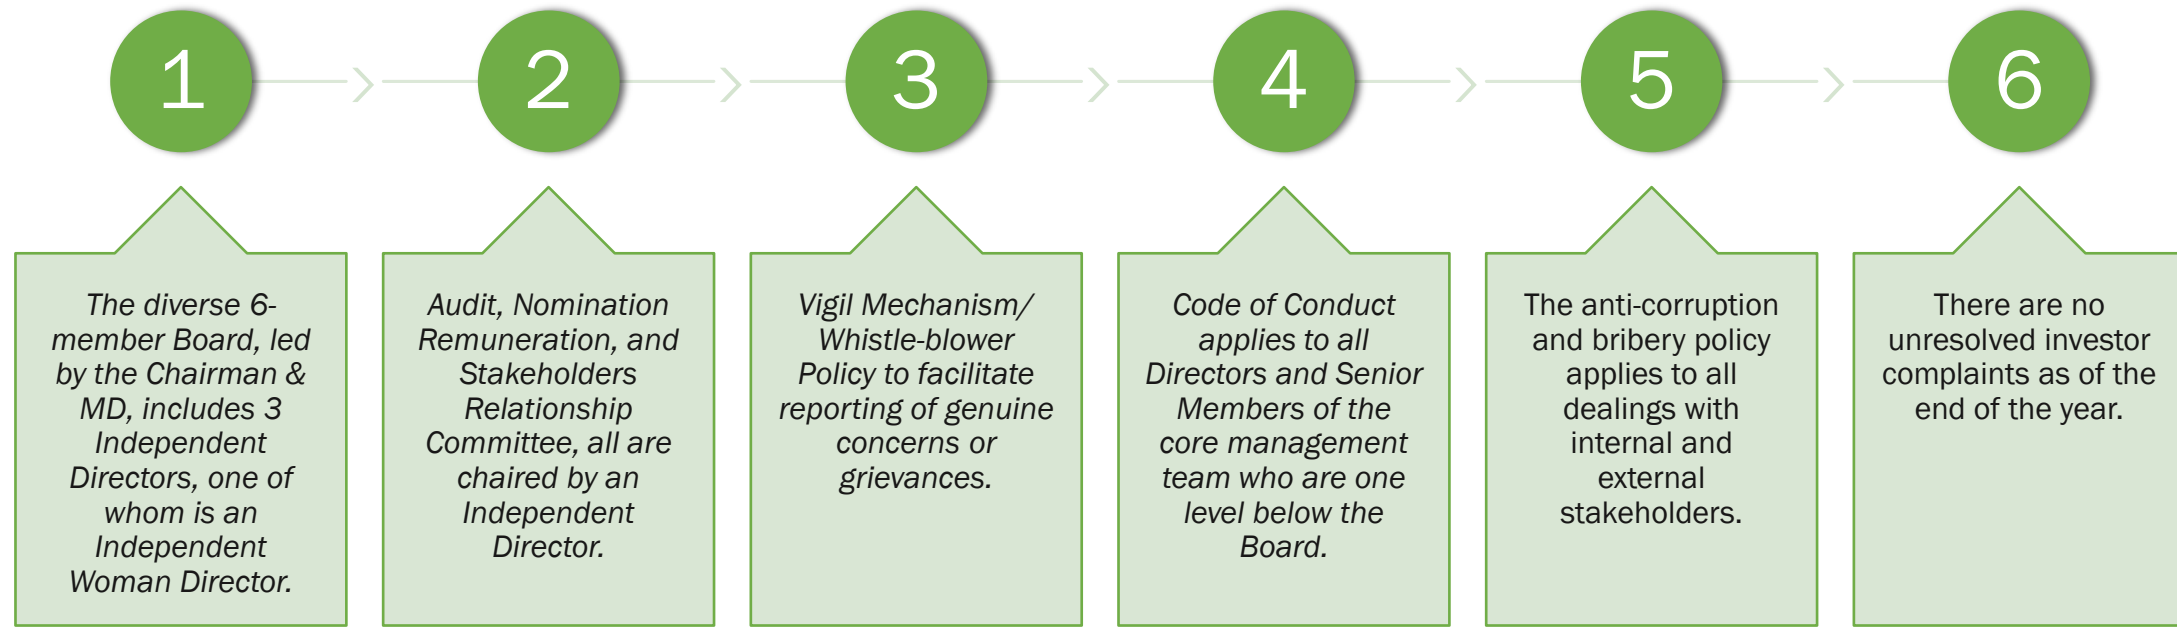 1
2
3
4
5
6
The diverse 6-
member Board, led
by the Chairman &
MD, includes 3
Independent
Directors, one of
whom is an
Independent
Woman Director.
Audit, Nomination
Remuneration, and
Stakeholders
Relationship
Committee, all are
chaired by an
Independent
Director.
Vigil Mechanism/
Whistle-blower
Policy to facilitate
reporting of genuine
concerns or
grievances.
Code of Conduct
applies to all
Directors and Senior
Members of the
core management
team who are one
level below the
Board.
The anti-corruption
and bribery policy
applies to all
dealings with
internal and
external
stakeholders.
There are no
unresolved investor
complaints as of the
end of the year.